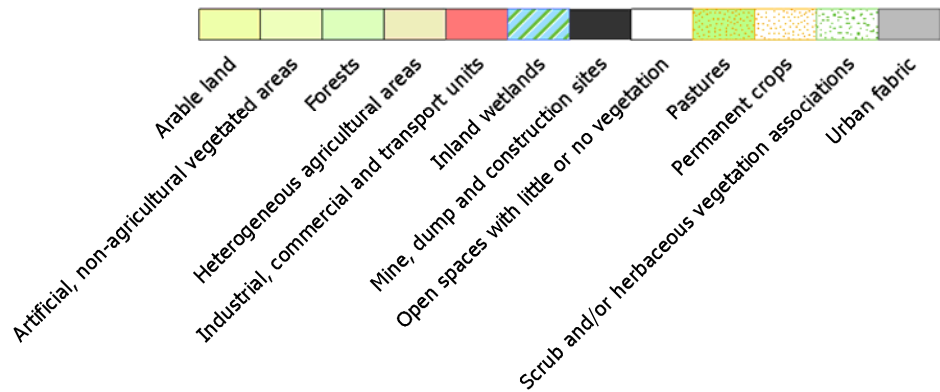 Arable land
Artificial, non-agricultural vegetated areas
Forests
Heterogeneous agricultural areas
Industrial, commercial and transport units
Inland wetlands
Mine, dump and construction sites
Open spaces with little or no vegetation
Pastures
Permanent crops
Scrub and/or herbaceous vegetation associations
Urban fabric